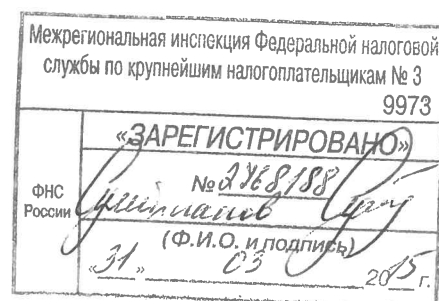 Межрегиональная инспекция Федеральной налоговой
службы по крупнейшим налогоплательщикам № 3
9973
«ЗАРЕГИСТРИРОВАНО»
ФНС
России
№ 2468188
(Ф.И.О. и подпись)
„31" 03 2015 г.